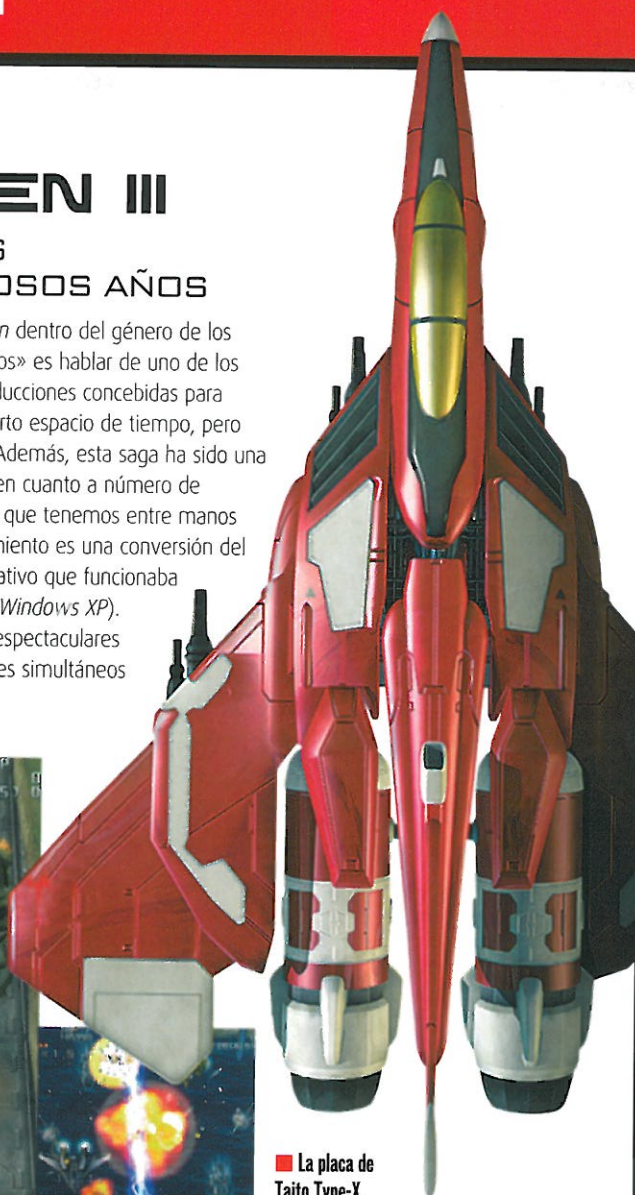 EN III
S
OSOS AÑOS
n dentro del género de los
os» es hablar de uno de los
ducciones concebidas para
rto espacio de tiempo, pero
Además, esta saga ha sido una
en cuanto a número de
que tenemos entre manos
miento es una conversión del
ativo que funcionaba
Windows XP).
espectaculares
es simultáneos
La placa de
Taito Type-X